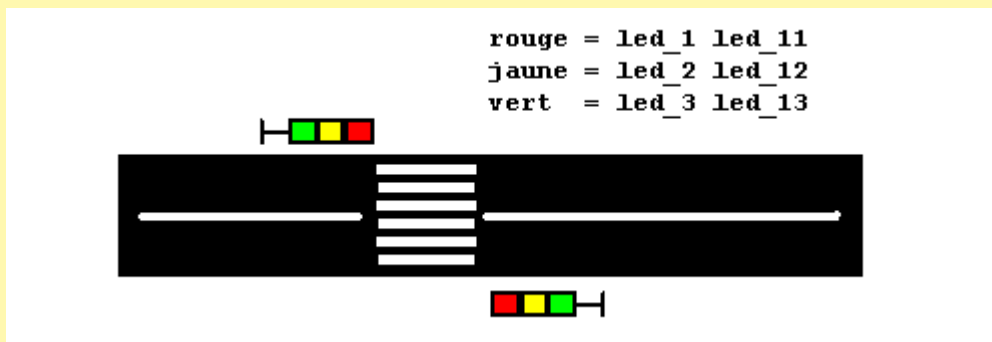 rouge = led_1 led_11
jaune = led_2 led_12
vert  = led_3 led_13